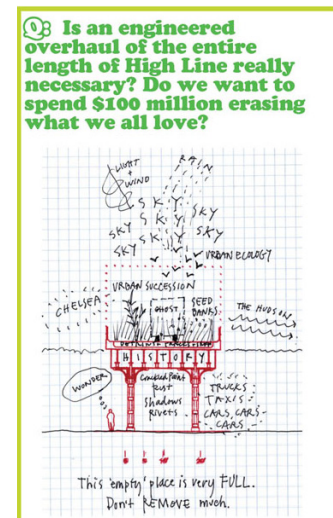 Q: Is an engineered
overhaul of the entire
length of High Line really
necessary? Do we want to
spend $100 million erasing
what we all love?
LIGHT
+
WIND
RAIN
SKY
SKY
SKY
SKY
SKY
SKY
SKY
URBAN ECOLOGY
URBAN SUCCESSION
CHELSEA
GHOST
SEED
BANKS
THE HUDSON
HISTORY
WONDER
Cracked Paint
Rust
Shadows
Rivets
TRUCKS
TAXIS
CARS, CARS
CARS
This 'empty' place is very FULL.
Don't REMOVE much.